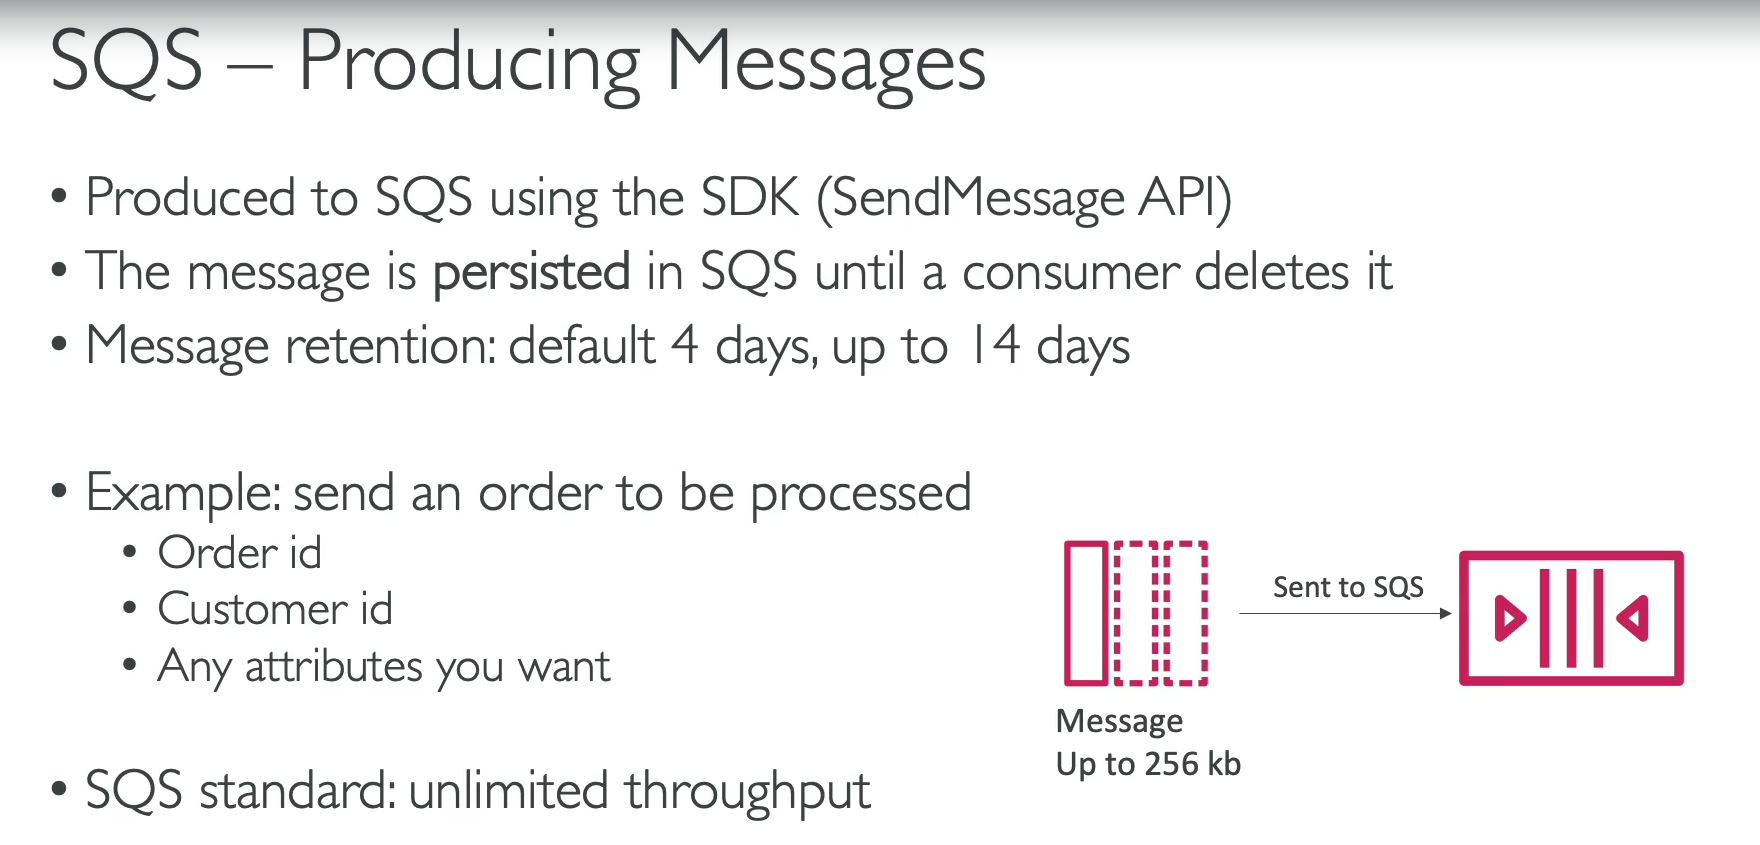 SQS – Producing Messages
• Produced to SQS using the SDK (SendMessage API)
• The message is persisted in SQS until a consumer deletes it
• Message retention: default 4 days, up to 14 days
• Example: send an order to be processed
• Order id
• Customer id
• Any attributes you want
• SQS standard: unlimited throughput
Sent to SQS
Message
Up to 256 kb